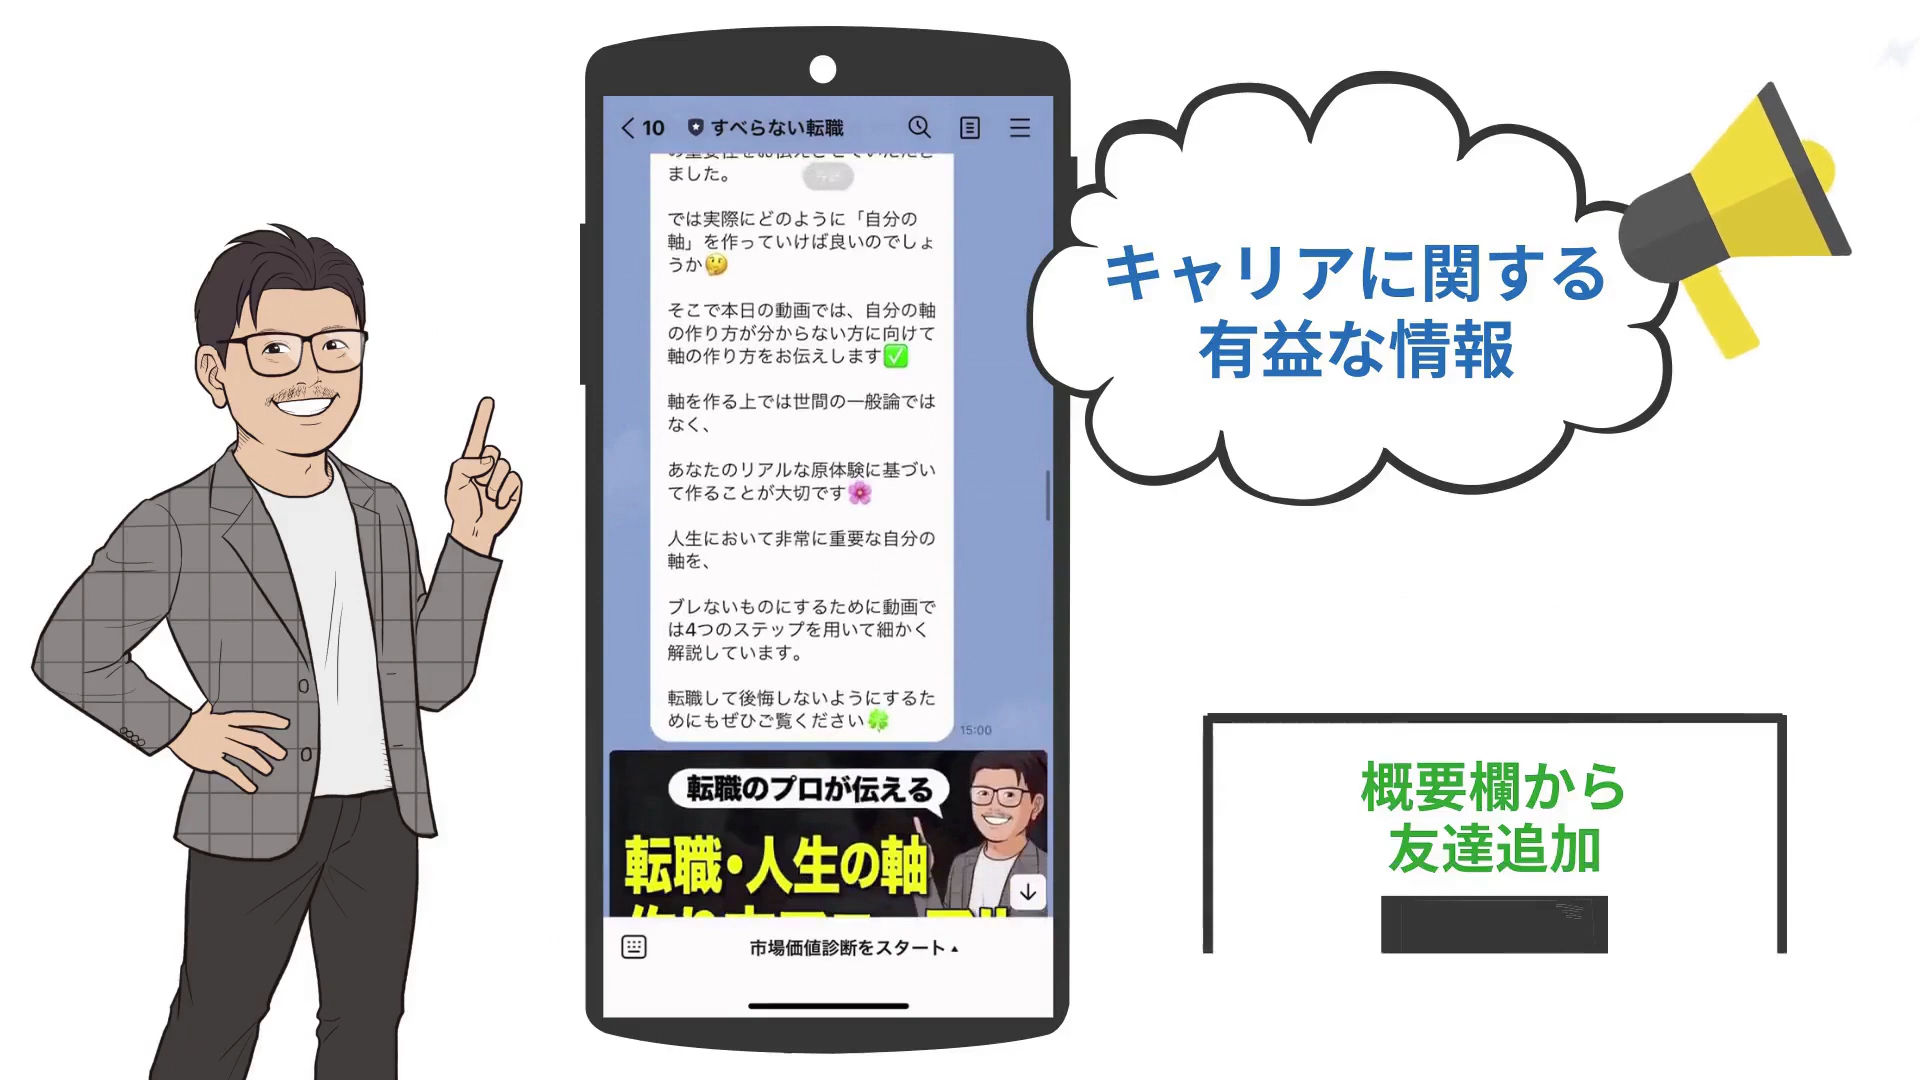 10 すべらない転職
ました。
では実際にどのように「自分の
軸」を作っていけば良いのでしょ
うか🤔
そこで本日の動画では、自分の軸
の作り方が分からない方に向けて
軸の作り方をお伝えします✅
軸を作る上では世間の一般論では
なく、
あなたのリアルな原体験に基づい
て作ることが大切です🌸
人生において非常に重要な自分の
軸を、
ブレないものにするために動画で
は4つのステップを用いて細かく
解説しています。
転職して後悔しないようにするた
めにもぜひご覧ください🍀
15:00
転職のプロが伝える
転職・人生の軸
市場価値診断をスタート▲
キャリアに関する
有益な情報
概要欄から
友達追加